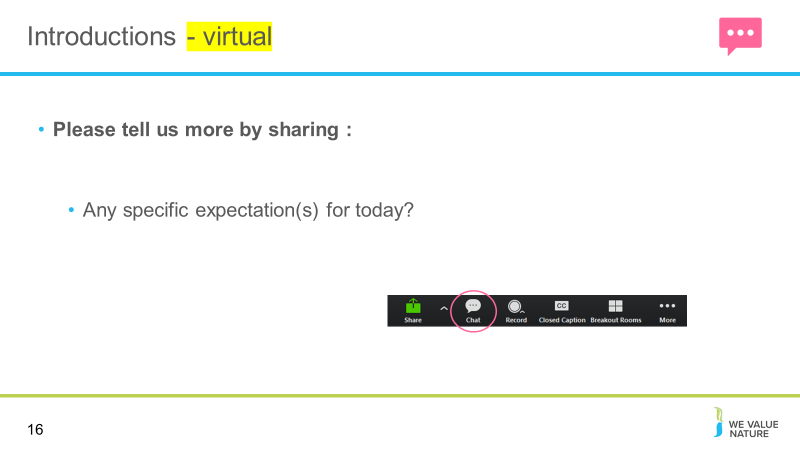 Introductions - virtual
• Please tell us more by sharing :
• Any specific expectation(s) for today?
Share Chat Record Closed Caption Breakout Rooms More
CC
16
WE VALUE
NATURE